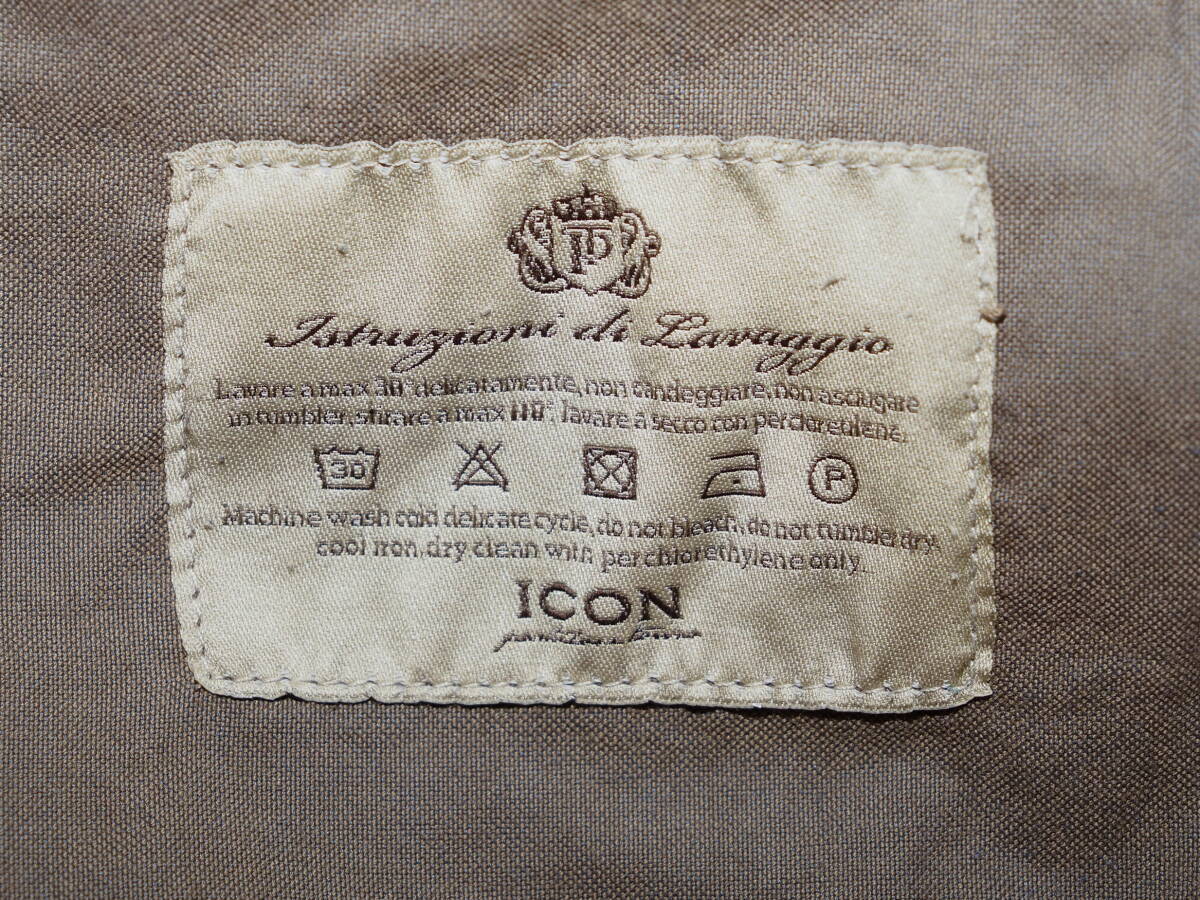 Istruzioni di Lavaggio
Lavare a max 30° delicatamente, non candeggiare, non asciugare
in tumbler, stirare a max 110°, lavare a secco con percloreutilene.
30
P
Machine wash cold delicate cycle, do not bleach, do not tumble dry,
cool iron, dry clean with perchlorethylene only.
ICON